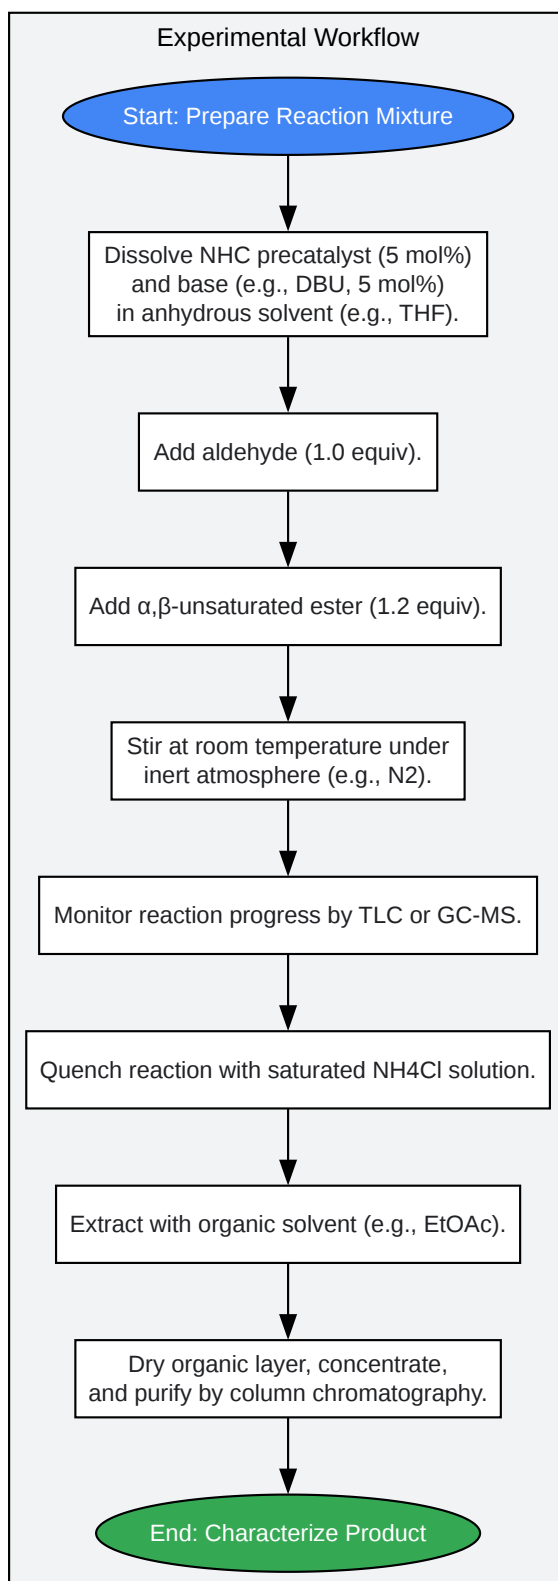 Experimental Workflow
Start: Prepare Reaction Mixture
Dissolve NHC precatalyst (5 mol%)
and base (e.g., DBU, 5 mol%)
in anhydrous solvent (e.g., THF).
Add aldehyde (1.0 equiv).
Add α,β-unsaturated ester (1.2 equiv).
Stir at room temperature under
inert atmosphere (e.g., N2).
Monitor reaction progress by TLC or GC-MS.
Quench reaction with saturated NH4Cl solution.
Extract with organic solvent (e.g., EtOAc).
Dry organic layer, concentrate,
and purify by column chromatography.
End: Characterize Product